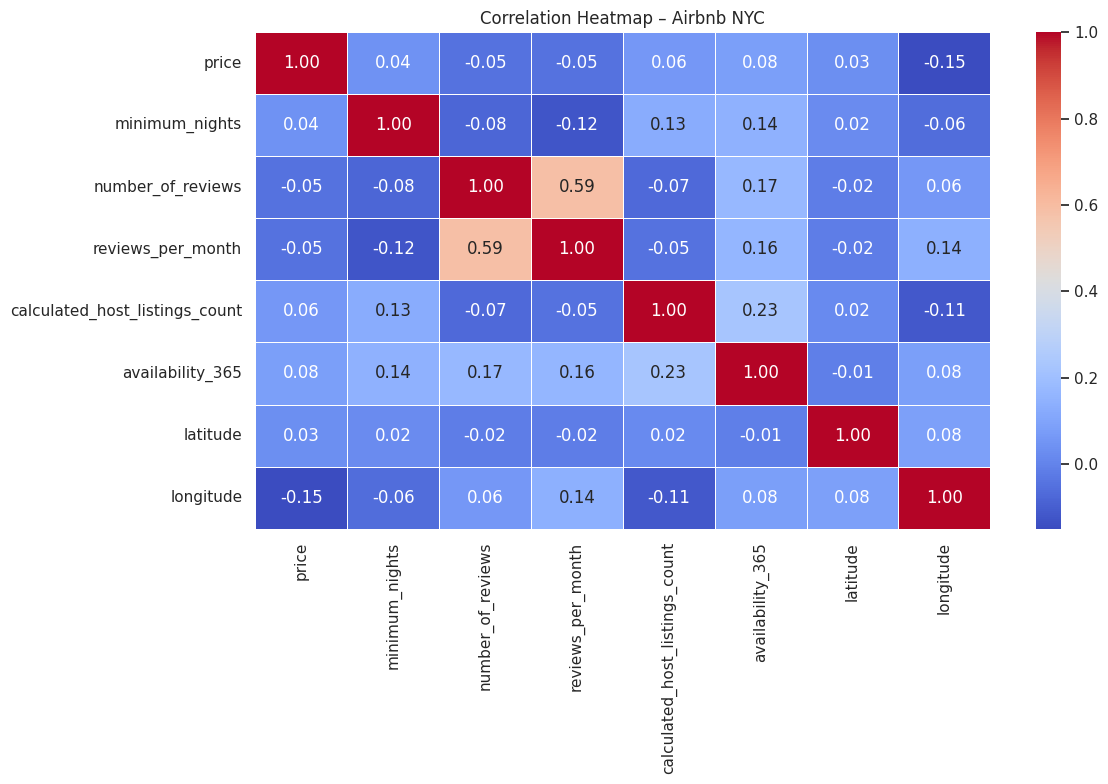 Correlation Heatmap – Airbnb NYC
price 1.00 0.04 -0.05 -0.05 0.06 0.08 0.03 -0.15
minimum_nights 0.04 1.00 -0.08 -0.12 0.13 0.14 0.02 -0.06
number_of_reviews -0.05 -0.08 1.00 0.59 -0.07 0.17 -0.02 0.06
reviews_per_month -0.05 -0.12 0.59 1.00 -0.05 0.16 -0.02 0.14
calculated_host_listings_count 0.06 0.13 -0.07 -0.05 1.00 0.23 0.02 -0.11
availability_365 0.08 0.14 0.17 0.16 0.23 1.00 -0.01 0.08
latitude 0.03 0.02 -0.02 -0.02 0.02 -0.01 1.00 0.08
longitude -0.15 -0.06 0.06 0.14 -0.11 0.08 0.08 1.00
price
minimum_nights
number_of_reviews
reviews_per_month
calculated_host_listings_count
availability_365
latitude
longitude
1.0
0.8
0.6
0.4
0.2
0.0